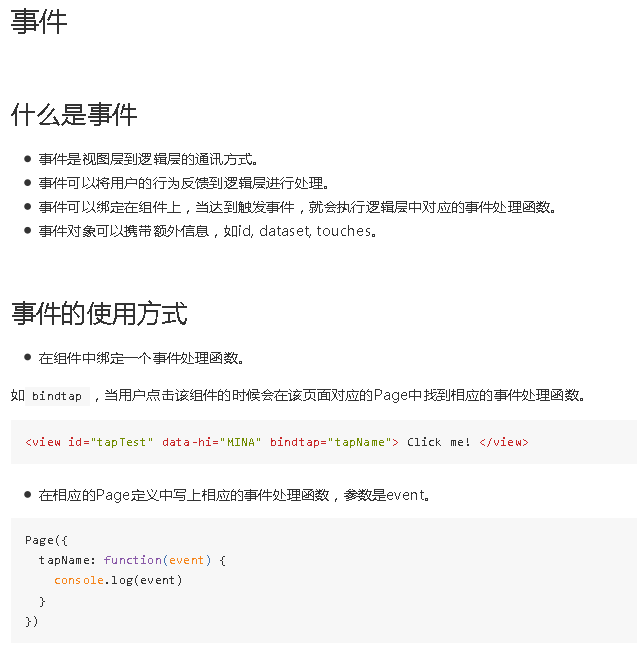 事件
什么是事件
事件是视图层到逻辑层的通讯方式。
事件可以将用户的行为反馈到逻辑层进行处理。
事件可以绑定在组件上，当达到触发事件，就会执行逻辑层中对应的事件处理函数。
事件对象可以携带额外信息，如id, dataset, touches。
事件的使用方式
在组件中绑定一个事件处理函数。
如 bindtap ，当用户点击该组件的时候会在该页面对应的Page中找到相应的事件处理函数。
<view id="tapTest" data-hi="MINA" bindtap="tapName"> Click me! </view>
在相应的Page定义中写上相应的事件处理函数，参数是event。
Page({
  tapName: function(event) {
    console.log(event)
  }
})